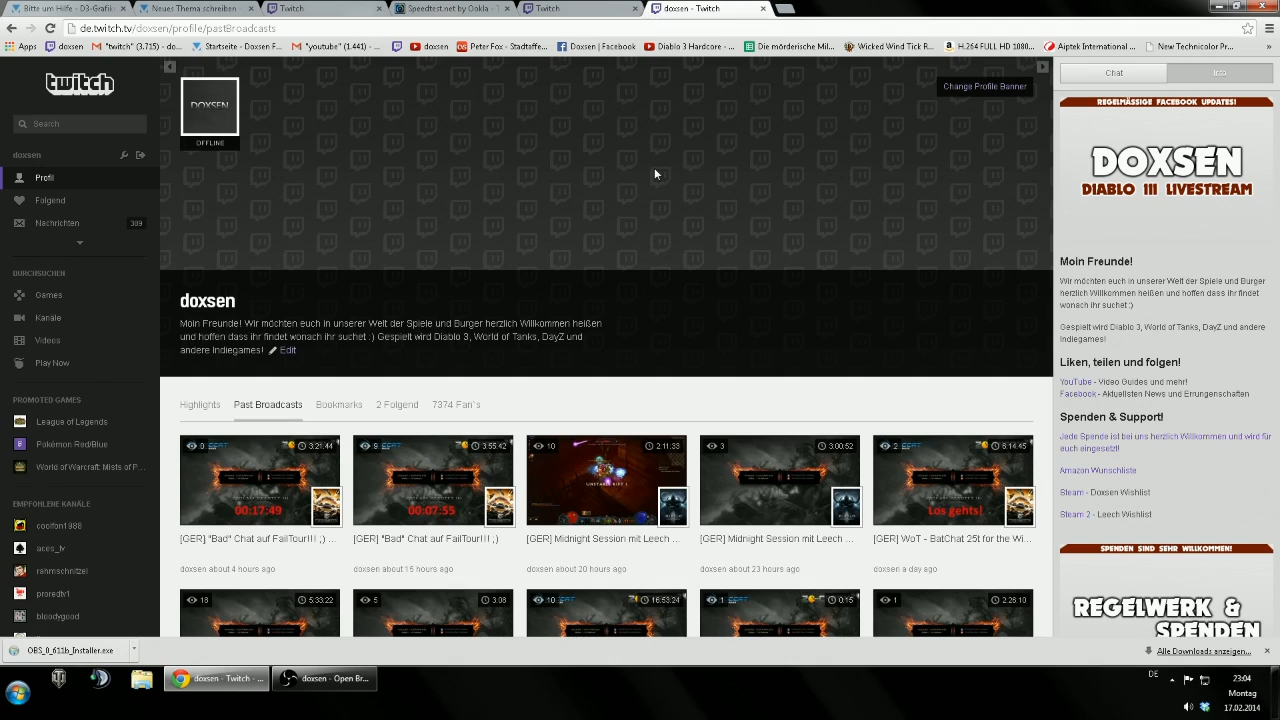 Bitte um Hilfe - D3-Grafik
Neues Thema schreiben
Twitch
Speedtest.net by Ookla - T
Twitch
doxsen - Twitch
de.twitch.tv/doxsen/profile/pastBroadcasts
Apps
doxsen
"twitch" (3.715) - do...
Startseite - Doxsen F...
"youtube" (1.441) - ...
doxsen
Peter Fox - Stadtaffe...
Doxsen | Facebook
Diablo 3 Hardcore - ...
Die mörderische Mil...
Wicked Wind Tick R...
H.264 FULL HD 1080...
Aiptek International ...
New Technicolor Pr...
twitch
Search
doxsen
Profil
Folgend
Nachrichten
309
DURCHSUCHEN
Games
Kanäle
Videos
Play Now
PROMOTED GAMES
League of Legends
Pokémon Red/Blue
World of Warcraft: Mists of P...
EMPFOHLENE KANÄLE
coolfon1988
aces_tv
rahmschnitzel
proredtv1
bloodygood
DOXSEN
OFFLINE
Change Profile Banner
doxsen
Moin Freunde! Wir möchten euch in unserer Welt der Spiele und Burger herzlich Willkommen heißen
und hoffen dass ihr findet wonach ihr suchet :) Gespielt wird Diablo 3, World of Tanks, DayZ und
andere Indiegames! Edit
Highlights
Past Broadcasts
Bookmarks
2 Folgend
7374 Fan`s
0
3:21:44
00:17:49
9
3:55:42
00:07:55
10
2:11:33
UNSTABLE RIFT 1
3
3:00:52
2
6:14:45
Los gehts!
[GER] "Bad" Chat auf FailTour!!! ;) ...
[GER] "Bad" Chat auf FailTour!!! ;)
[GER] Midnight Session mit Leech ...
[GER] Midnight Session mit Leech ...
[GER] WoT - BatChat 25t for the Wi...
doxsen about 4 hours ago
doxsen about 15 hours ago
doxsen about 20 hours ago
doxsen about 23 hours ago
doxsen a day ago
18
5:33:22
5
3:08
10
16:53:24
1
0:15
1
2:26:10
Chat
Info
REGELMÄSSIGE FACEBOOK UPDATES!
DOXSEN
DIABLO III LIVESTREAM
Moin Freunde!
Wir möchten euch in unserer Welt der Spiele und Burger
herzlich Willkommen heißen und hoffen dass ihr findet
wonach ihr suchet :)
Gespielt wird Diablo 3, World of Tanks, DayZ und andere
Indiegames!
Liken, teilen und folgen!
YouTube - Video Guides und mehr!
Facebook - Aktuellsten News und Errungenschaften
Spenden & Support!
Jede Spende ist bei uns herzlich Willkommen und wird für
euch eingesetzt!
Amazon Wunschliste
Steam - Doxsen Wishlist
Steam 2 - Leech Wishlist
SPENDEN SIND SEHR WILLKOMMEN!
REGELWERK &
SPENDEN
OBS_0_611b_Installer.exe
Alle Downloads anzeigen...
doxsen - Twitch - ...
doxsen - Open Br...
DE
23:04
Montag
17.02.2014